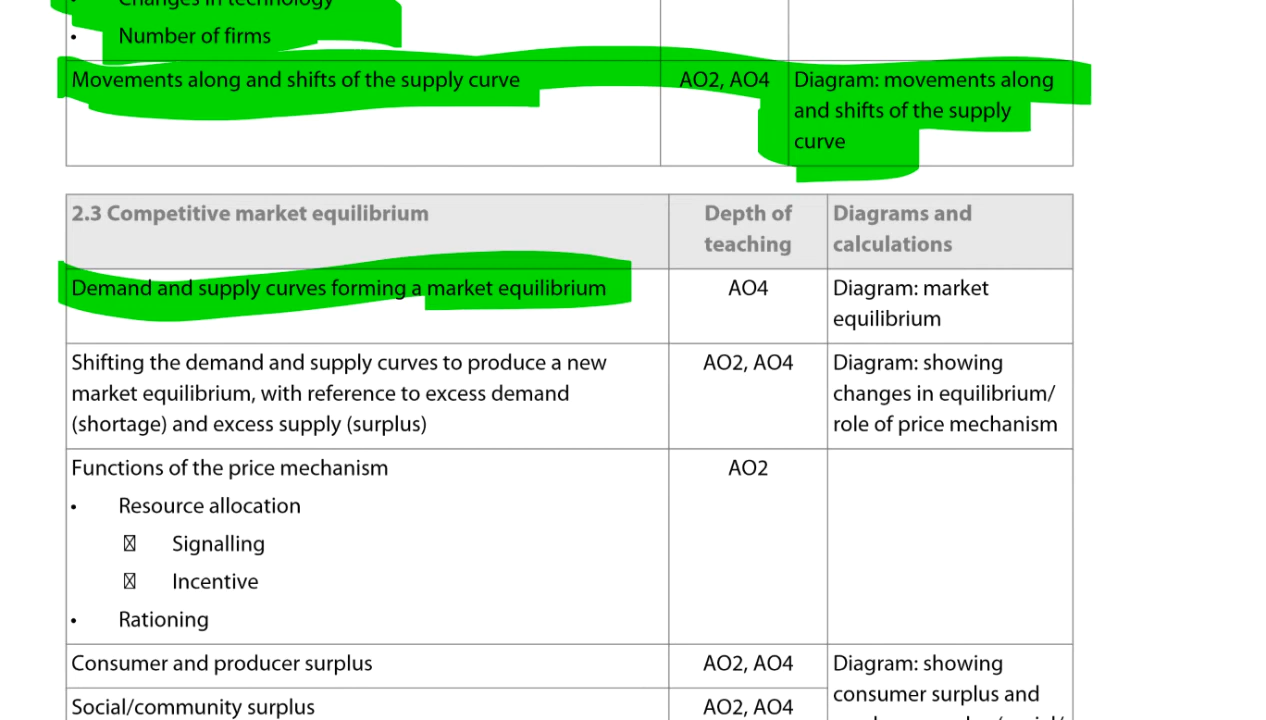 • Changes in technology
• Number of firms
Movements along and shifts of the supply curve AO2, AO4 Diagram: movements along
and shifts of the supply
curve
2.3 Competitive market equilibrium Depth of Diagrams and
teaching calculations
Demand and supply curves forming a market equilibrium AO4 Diagram: market
equilibrium
Shifting the demand and supply curves to produce a new AO2, AO4 Diagram: showing
market equilibrium, with reference to excess demand changes in equilibrium/
(shortage) and excess supply (surplus) role of price mechanism
Functions of the price mechanism AO2
• Resource allocation
Signalling
Incentive
• Rationing
Consumer and producer surplus AO2, AO4 Diagram: showing
consumer surplus and
Social/community surplus AO2, AO4